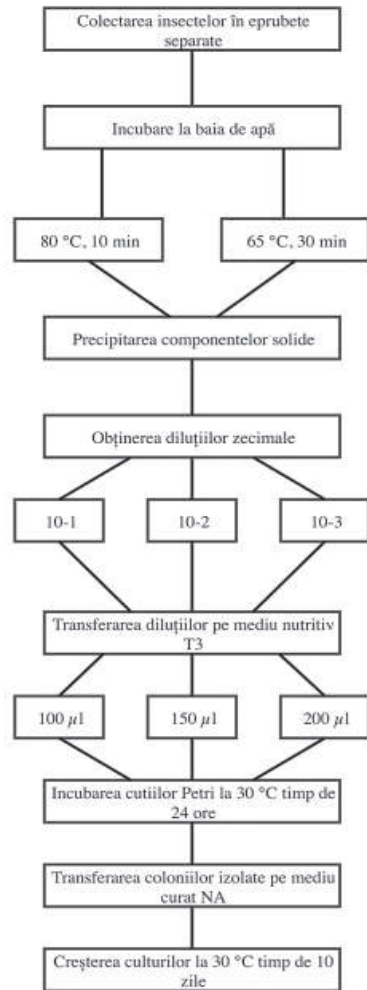 Colectarea insectelor în eprubete
separate
Incubare la baia de apă
80 °C, 10 min
65 °C, 30 min
Precipitarea componentelor solide
Obținerea diluțiilor zecimale
10-1
10-2
10-3
Transferarea diluțiilor pe mediu nutritiv
T3
100 µl
150 µl
200 µl
Incubarea cutiilor Petri la 30 °C timp de
24 ore
Transferarea coloniilor izolate pe mediu
curat NA
Creșterea culturilor la 30 °C timp de 10
zile